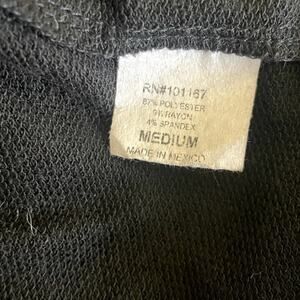 RN#101167
87% POLYESTER
9% RAYON
4% SPANDEX
MEDIUM
MADE IN MEXICO